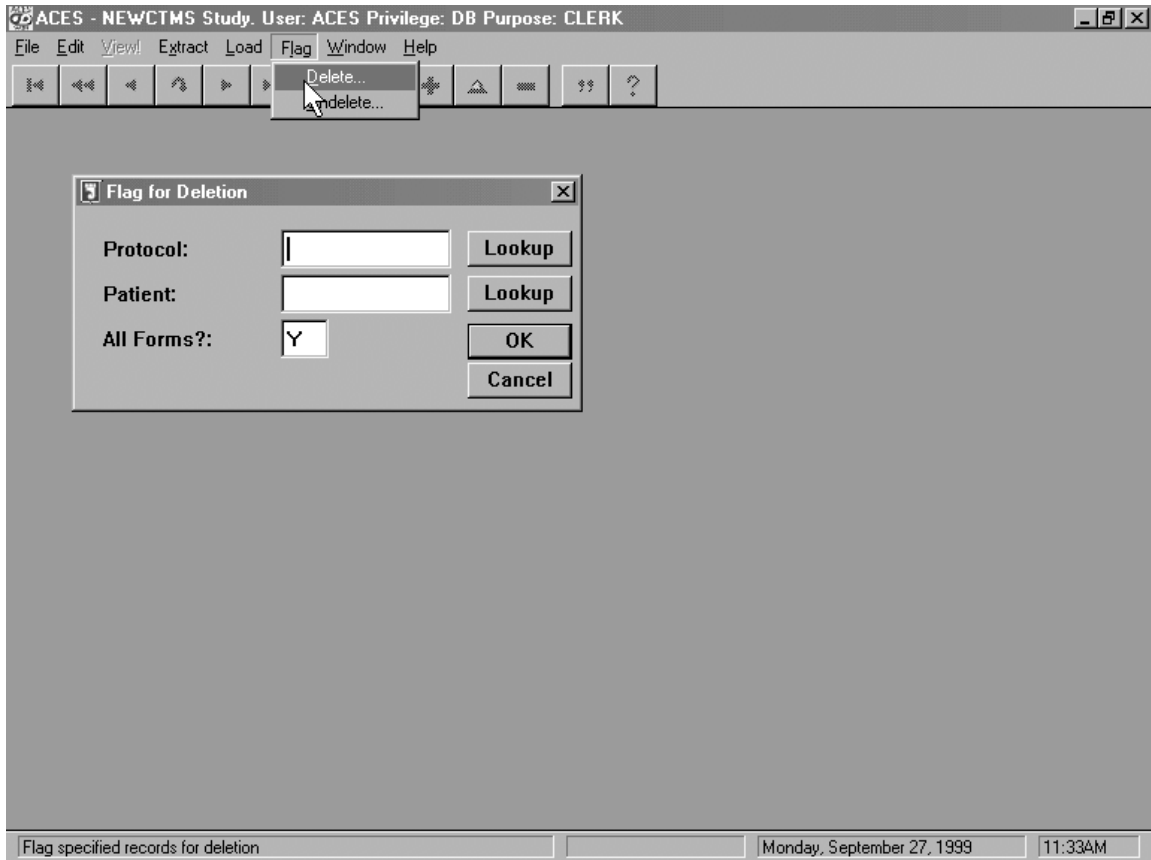 ACES - NEWCTMS Study. User: ACES Privilege: DB Purpose: CLERK
File Edit View! Extract Load Flag Window Help
Delete...
ndelete...
Flag for Deletion
Protocol: Lookup
Patient: Lookup
All Forms?: Y OK
Cancel
Flag specified records for deletion Monday, September 27, 1999 11:33AM